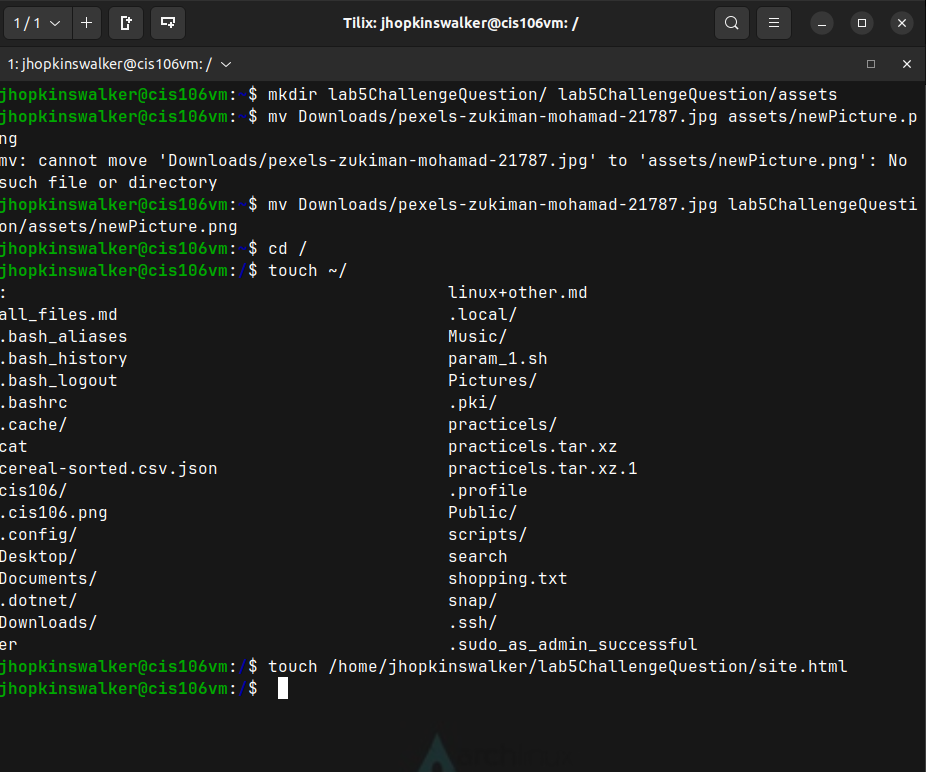 1 / 1
Tilix: jhopkinswalker@cis106vm: /
1: jhopkinswalker@cis106vm: /
jhopkinswalker@cis106vm:~$ mkdir lab5ChallengeQuestion/ lab5ChallengeQuestion/assets
jhopkinswalker@cis106vm:~$ mv Downloads/pexels-zukiman-mohamad-21787.jpg assets/newPicture.p
ng
mv: cannot move 'Downloads/pexels-zukiman-mohamad-21787.jpg' to 'assets/newPicture.png': No
such file or directory
jhopkinswalker@cis106vm:~$ mv Downloads/pexels-zukiman-mohamad-21787.jpg lab5ChallengeQuesti
on/assets/newPicture.png
jhopkinswalker@cis106vm:~$ cd /
jhopkinswalker@cis106vm:/$ touch ~/
: linux+other.md
all_files.md .local/
.bash_aliases Music/
.bash_history param_1.sh
.bash_logout Pictures/
.bashrc .pki/
.cache/ practicels/
cat practicels.tar.xz
cereal-sorted.csv.json practicels.tar.xz.1
cis106/ .profile
.cis106.png Public/
.config/ scripts/
Desktop/ search
Documents/ shopping.txt
.dotnet/ snap/
Downloads/ .ssh/
er .sudo_as_admin_successful
jhopkinswalker@cis106vm:/$ touch /home/jhopkinswalker/lab5ChallengeQuestion/site.html
jhopkinswalker@cis106vm:/$